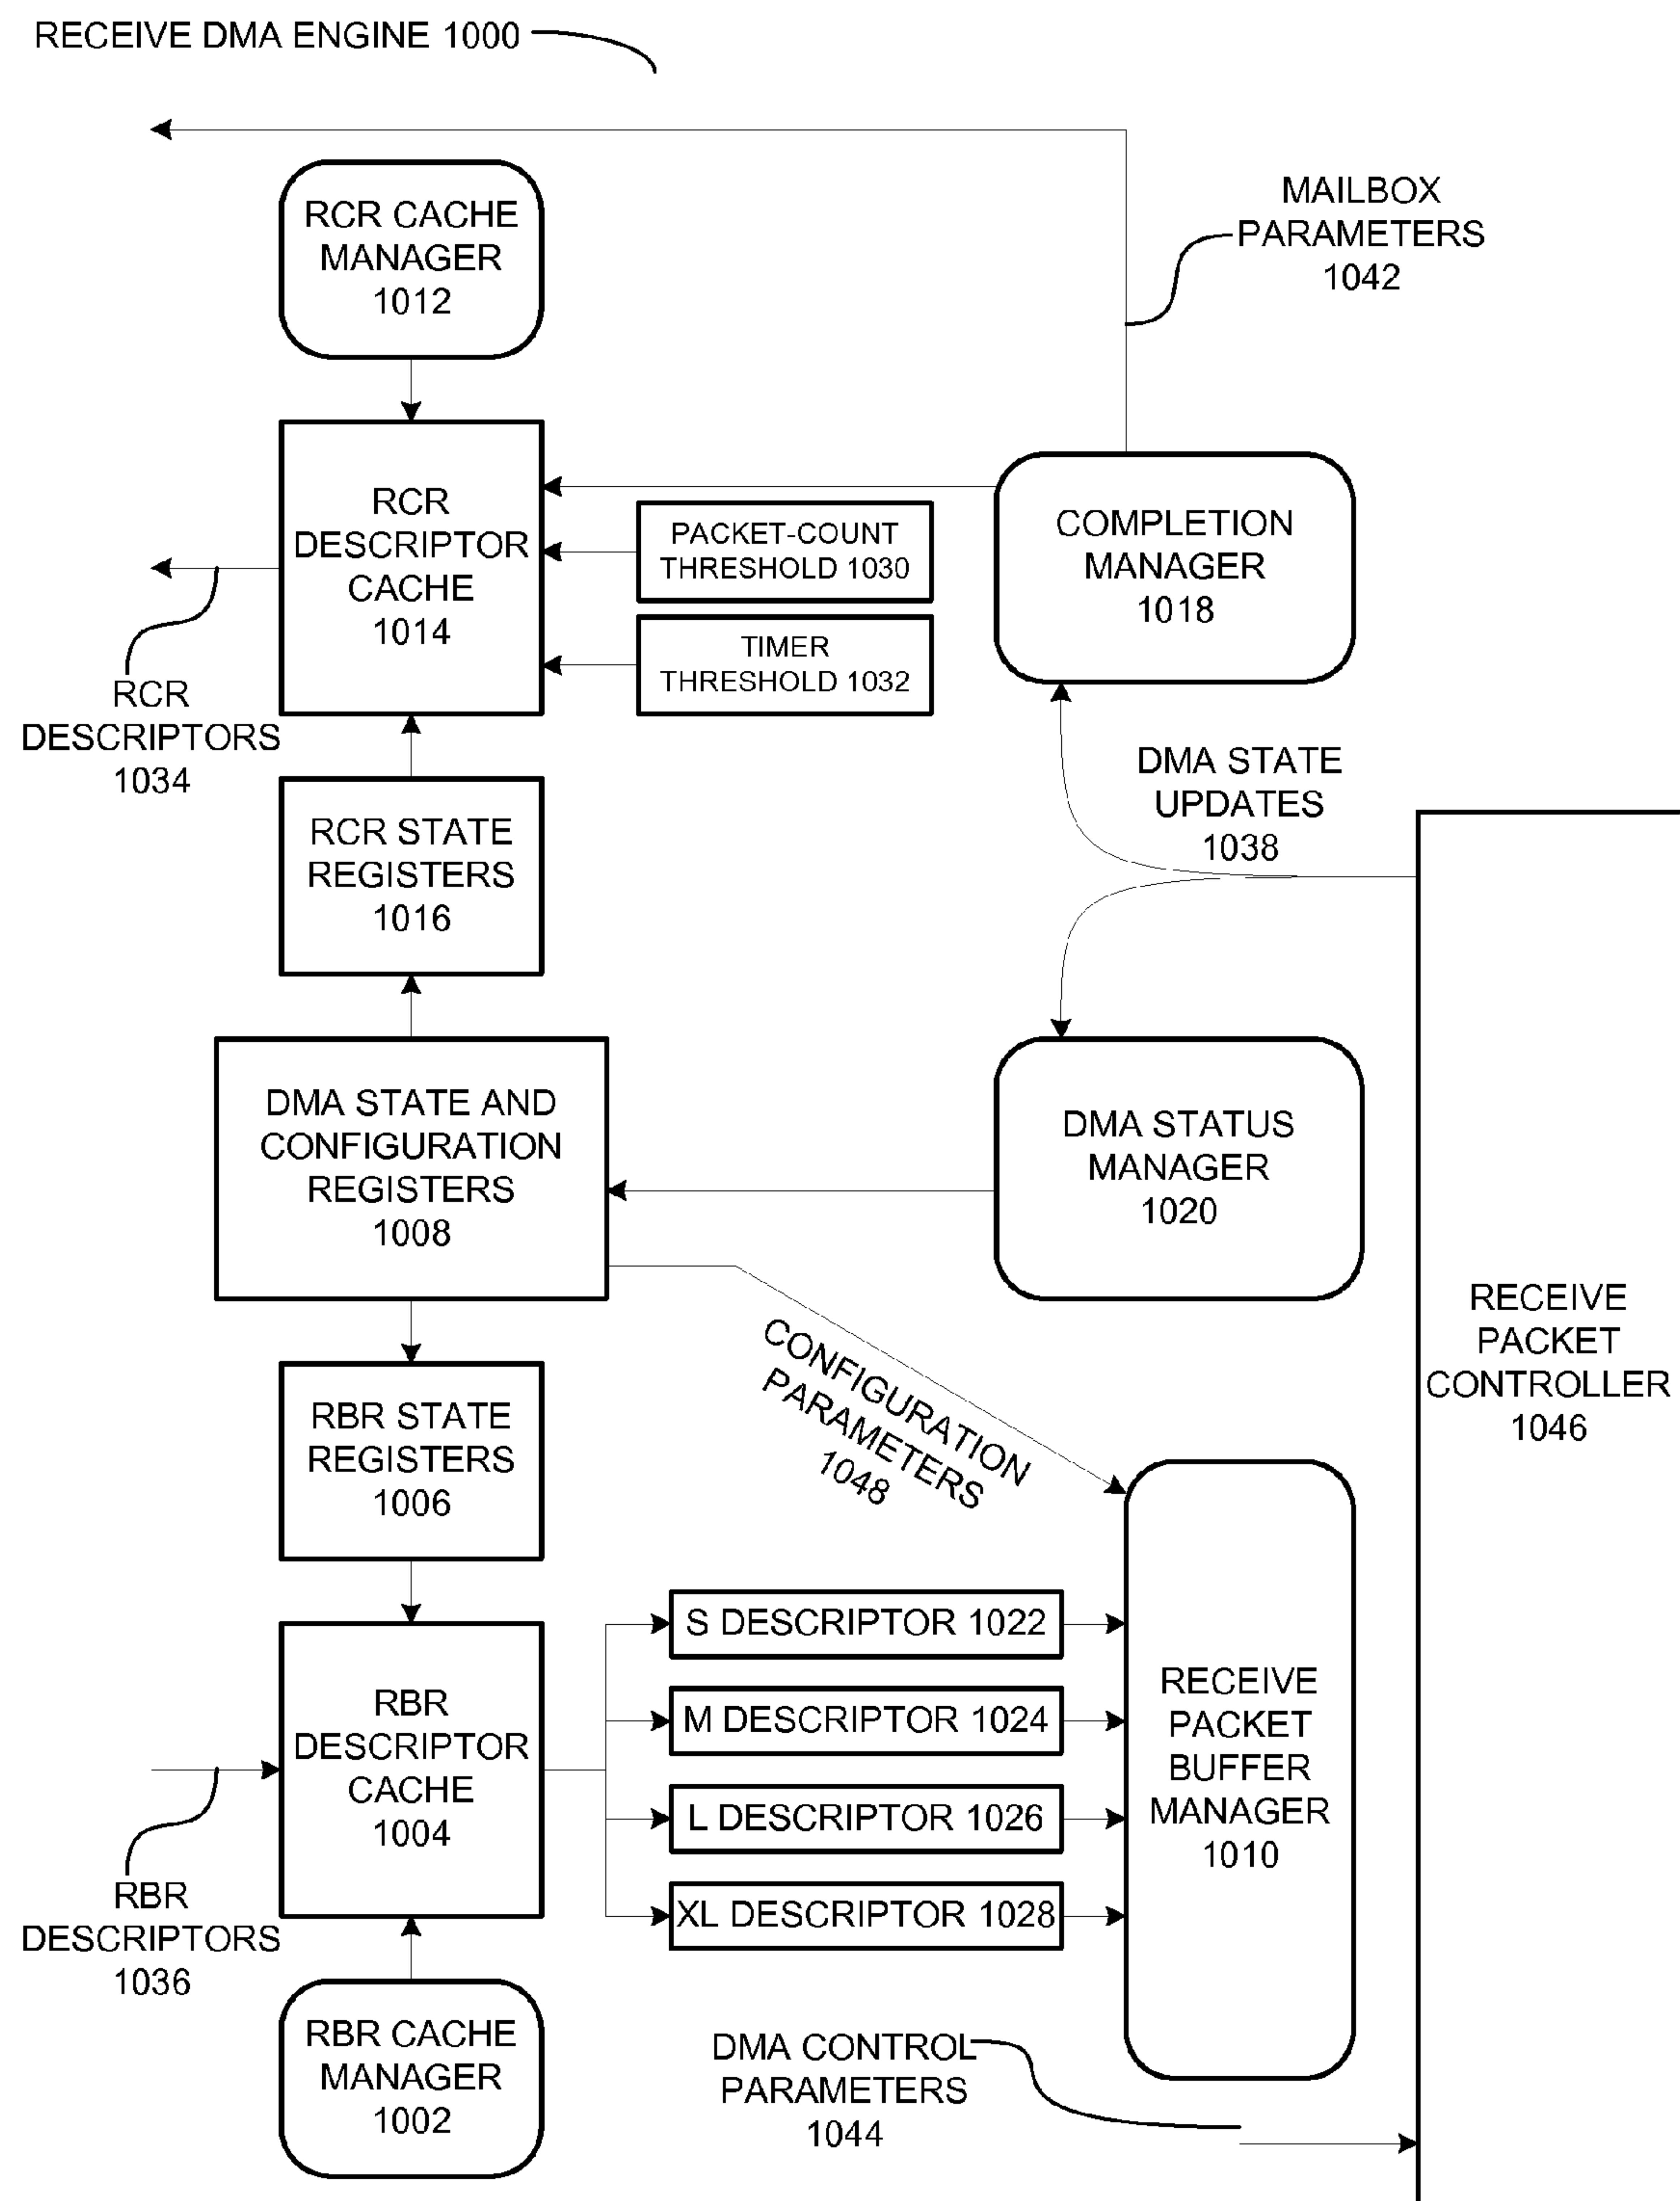 RECEIVE DMA ENGINE 1000
RCR CACHE
MANAGER
1012
MAILBOX
PARAMETERS
1042
RCR
DESCRIPTOR
CACHE
1014
PACKET-COUNT
THRESHOLD 1030
TIMER
THRESHOLD 1032
COMPLETION
MANAGER
1018
RCR
DESCRIPTORS
1034
DMA STATE
UPDATES
1038
RCR STATE
REGISTERS
1016
DMA STATE AND
CONFIGURATION
REGISTERS
1008
DMA STATUS
MANAGER
1020
RECEIVE
PACKET
CONTROLLER
1046
CONFIGURATION
PARAMETERS
1048
RBR STATE
REGISTERS
1006
RBR
DESCRIPTOR
CACHE
1004
S DESCRIPTOR 1022
M DESCRIPTOR 1024
L DESCRIPTOR 1026
XL DESCRIPTOR 1028
RECEIVE
PACKET
BUFFER
MANAGER
1010
RBR
DESCRIPTORS
1036
RBR CACHE
MANAGER
1002
DMA CONTROL
PARAMETERS
1044